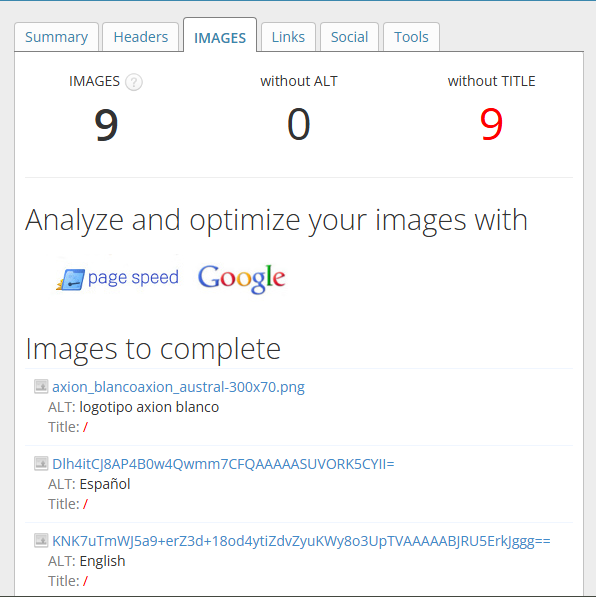 Summary Headers IMAGES Links Social Tools
IMAGES ? without ALT without TITLE
9 0 9
Analyze and optimize your images with
page speed Google
Images to complete
axion_blancoaxion_austral-300x70.png
ALT: logotipo axion blanco
Title: /
Dlh4itCJ8AP4B0w4Qwmm7CFQAAAAASUVORK5CYII=
ALT: Español
Title: /
KNK7uTmWJ5a9+erZ3d+18od4ytiZdvZyuKWy8o3UpTVAAAAABJRU5ErkJggg==
ALT: English
Title: /